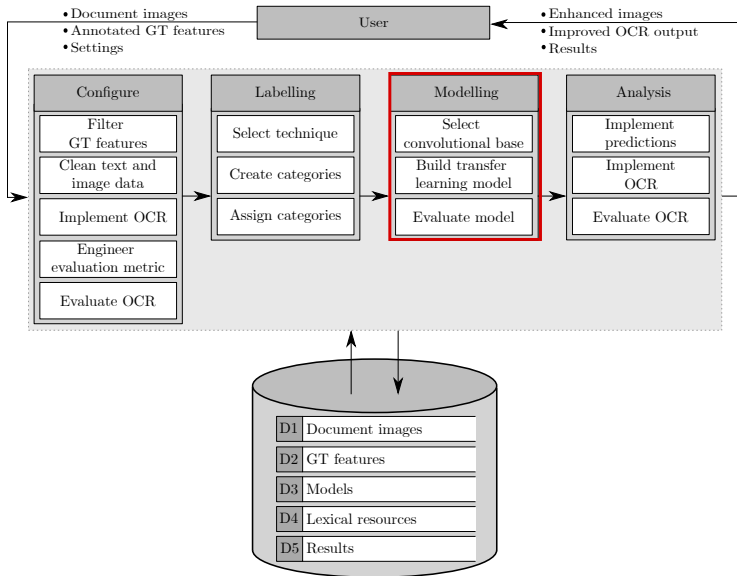 • Document images
• Annotated GT features
• Settings
User
• Enhanced images
• Improved OCR output
• Results
Configure
Filter
GT features
Clean text and
image data
Implement OCR
Engineer
evaluation metric
Evaluate OCR
Labelling
Select technique
Create categories
Assign categories
Modelling
Select
convolutional base
Build transfer
learning model
Evaluate model
Analysis
Implement
predictions
Implement
OCR
Evaluate OCR
D1 Document images
D2 GT features
D3 Models
D4 Lexical resources
D5 Results